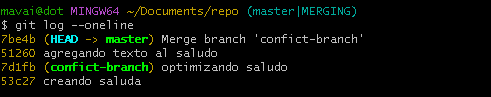 mavai@dot MINGW64 ~/Documents/repo (master|MERGING)
$ git log --oneline
7be4b (HEAD -> master) Merge branch 'confict-branch'
51260 agregando texto al saludo
7d1fb (confict-branch) optimizando saludo
53c27 creando saluda